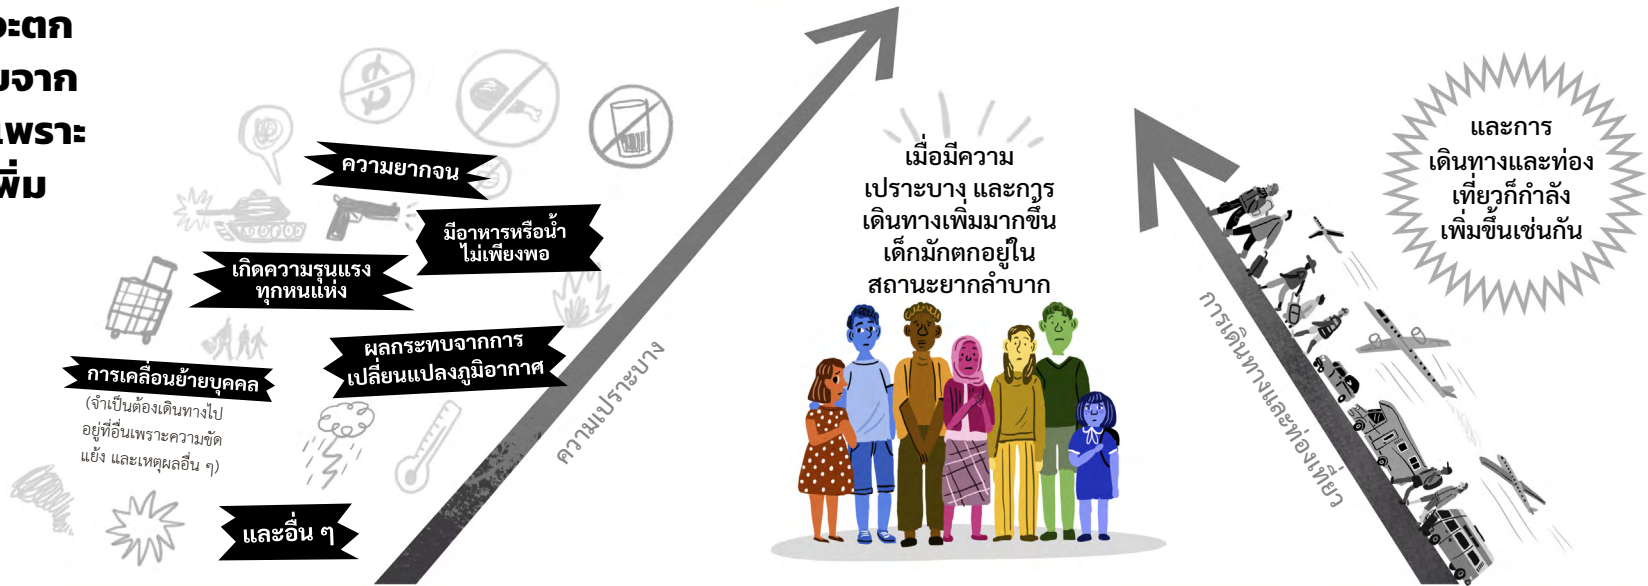 จาก
เพราะ
ความยากจน
มีอาหารหรือน้ำ
ไม่เพียงพอ
เกิดความรุนแรง
ทุกหนแห่ง
ผลกระทบจากการ
เปลี่ยนแปลงภูมิอากาศ
การเคลื่อนย้ายบุคคล
(จำเป็นต้องเดินทางไป
อยู่ที่อื่นเพราะความขัด
แย้ง และเหตุผลอื่น ๆ)
และอื่น ๆ
ความเปราะบาง
เมื่อมีความ
เปราะบาง และการ
เดินทางเพิ่มมากขึ้น
เด็กมักตกอยู่ใน
สถานะยากลำบาก
การเดินทางและท่องเที่ยว
และการ
เดินทางและท่อง
เที่ยวก็กำลัง
เพิ่มขึ้นเช่นกัน